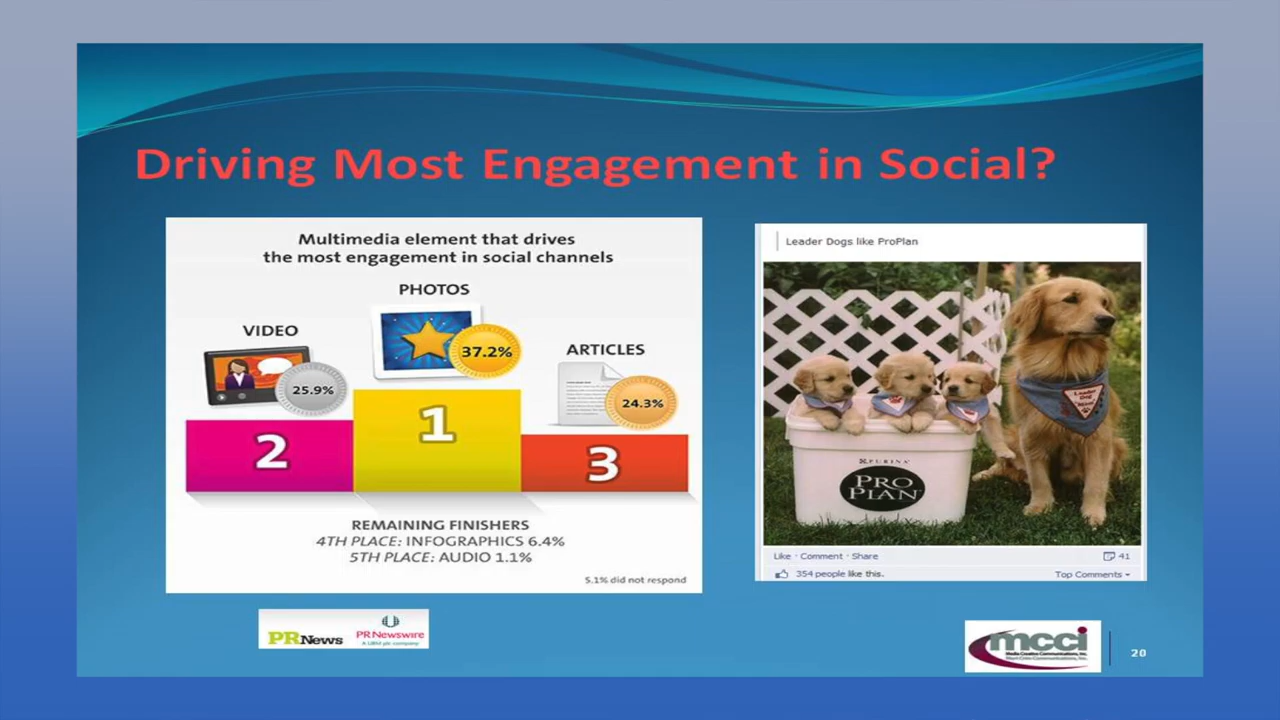 Driving Most Engagement in Social?
Multimedia element that drives
the most engagement in social channels
PHOTOS
VIDEO
ARTICLES
37.2%
25.9%
24.3%
1
2
3
REMAINING FINISHERS
4TH PLACE: INFOGRAPHICS 6.4%
5TH PLACE: AUDIO 1.1%
5.1% did not respond
PRNews
PR Newswire
A UBM plc company
Leader Dogs like ProPlan
Leader
Dog
PURINA
PRO
PLAN
Like · Comment · Share
41
354 people like this.
Top Comments
mcci
Media Creative Communications, Inc.
20